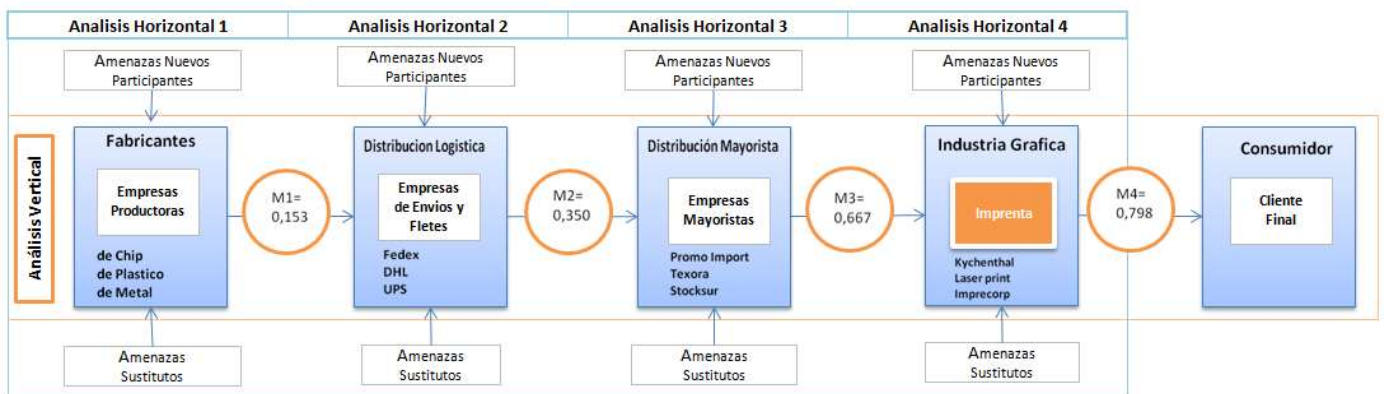 Analisis Horizontal 1
Analisis Horizontal 2
Analisis Horizontal 3
Analisis Horizontal 4
Amenazas Nuevos
Participantes
Amenazas Nuevos
Participantes
Amenazas Nuevos
Participantes
Amenazas Nuevos
Participantes
Análisis Vertical
Fabricantes
Empresas
Productoras
de Chip
de Plastico
de Metal
M1=
0,153
Distribucion Logistica
Empresas
de Envios y
Fletes
Fedex
DHL
UPS
M2=
0,350
Distribución Mayorista
Empresas
Mayoristas
Promo Import
Texora
Stocksur
M3=
0,667
Industria Grafica
Imprenta
Kychenthal
Laser print
Imprecorp
M4=
0,798
Consumidor
Cliente
Final
Amenazas
Sustitutos
Amenazas
Sustitutos
Amenazas
Sustitutos
Amenazas
Sustitutos